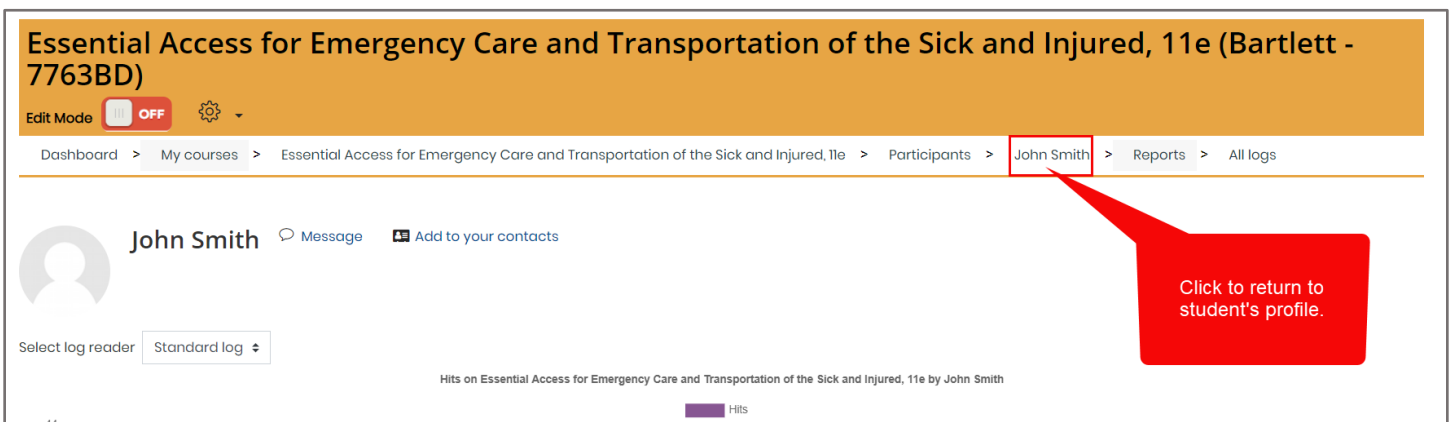 Essential Access for Emergency Care and Transportation of the Sick and Injured, 11e (Bartlett -
7763BD)
Edit Mode OFF
Dashboard > My courses > Essential Access for Emergency Care and Transportation of the Sick and Injured, 11e > Participants > John Smith > Reports > All logs
John Smith Message Add to your contacts
Click to return to
student's profile.
Select log reader Standard log
Hits on Essential Access for Emergency Care and Transportation of the Sick and Injured, 11e by John Smith
Hits